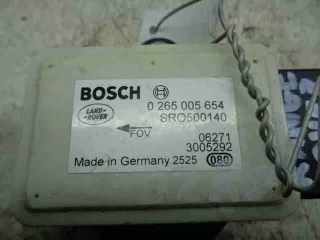 BOSCH
0 265 005 654
LAND-
ROVER
SRO500140
FOV
06271
3005292
Made in Germany 2525 080